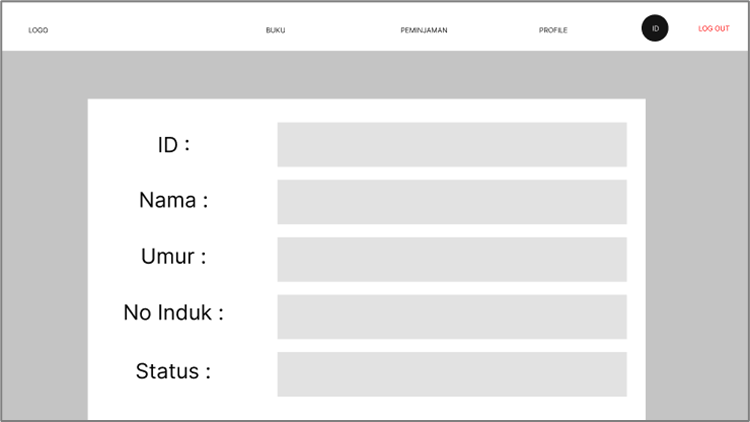 LOGO BUKU PEMINJAMAN PROFILE ID LOG OUT
ID :
Nama :
Umur :
No Induk :
Status :